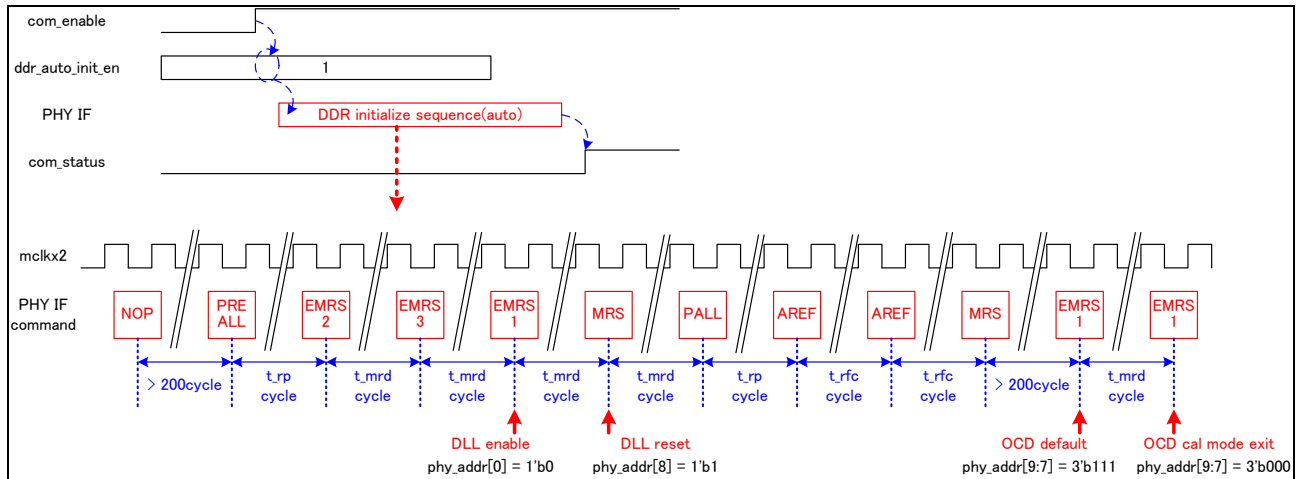 com_enable
ddr_auto_init_en
1
PHY IF
DDR initialize sequence(auto)
com_status
mclkx2
PHY IF
command
NOP
PRE
ALL
EMRS
2
EMRS
3
EMRS
1
MRS
PALL
AREF
AREF
MRS
EMRS
1
EMRS
1
> 200cycle
t_rp
cycle
t_mrd
cycle
t_mrd
cycle
t_mrd
cycle
t_mrd
cycle
t_rp
cycle
t_rfc
cycle
t_rfc
cycle
> 200cycle
t_mrd
cycle
DLL enable
phy_addr[0] = 1'b0
DLL reset
phy_addr[8] = 1'b1
OCD default
phy_addr[9:7] = 3'b111
OCD cal mode exit
phy_addr[9:7] = 3'b000